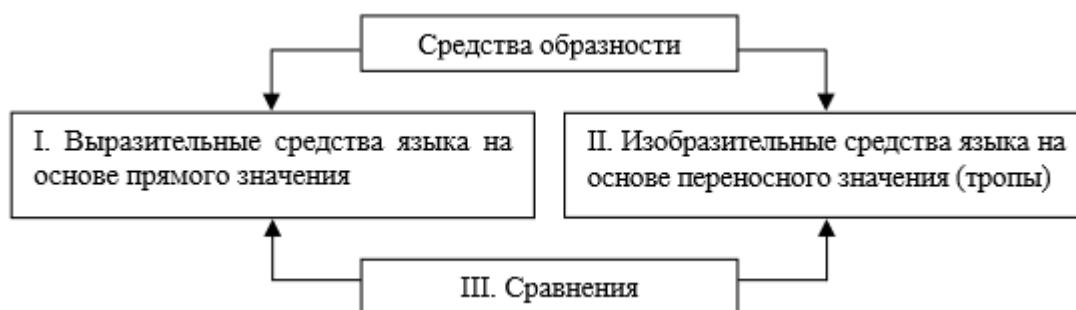 Средства образности
I. Выразительные средства языка на
основе прямого значения
II. Изобразительные средства языка на
основе переносного значения (тропы)
III. Сравнения